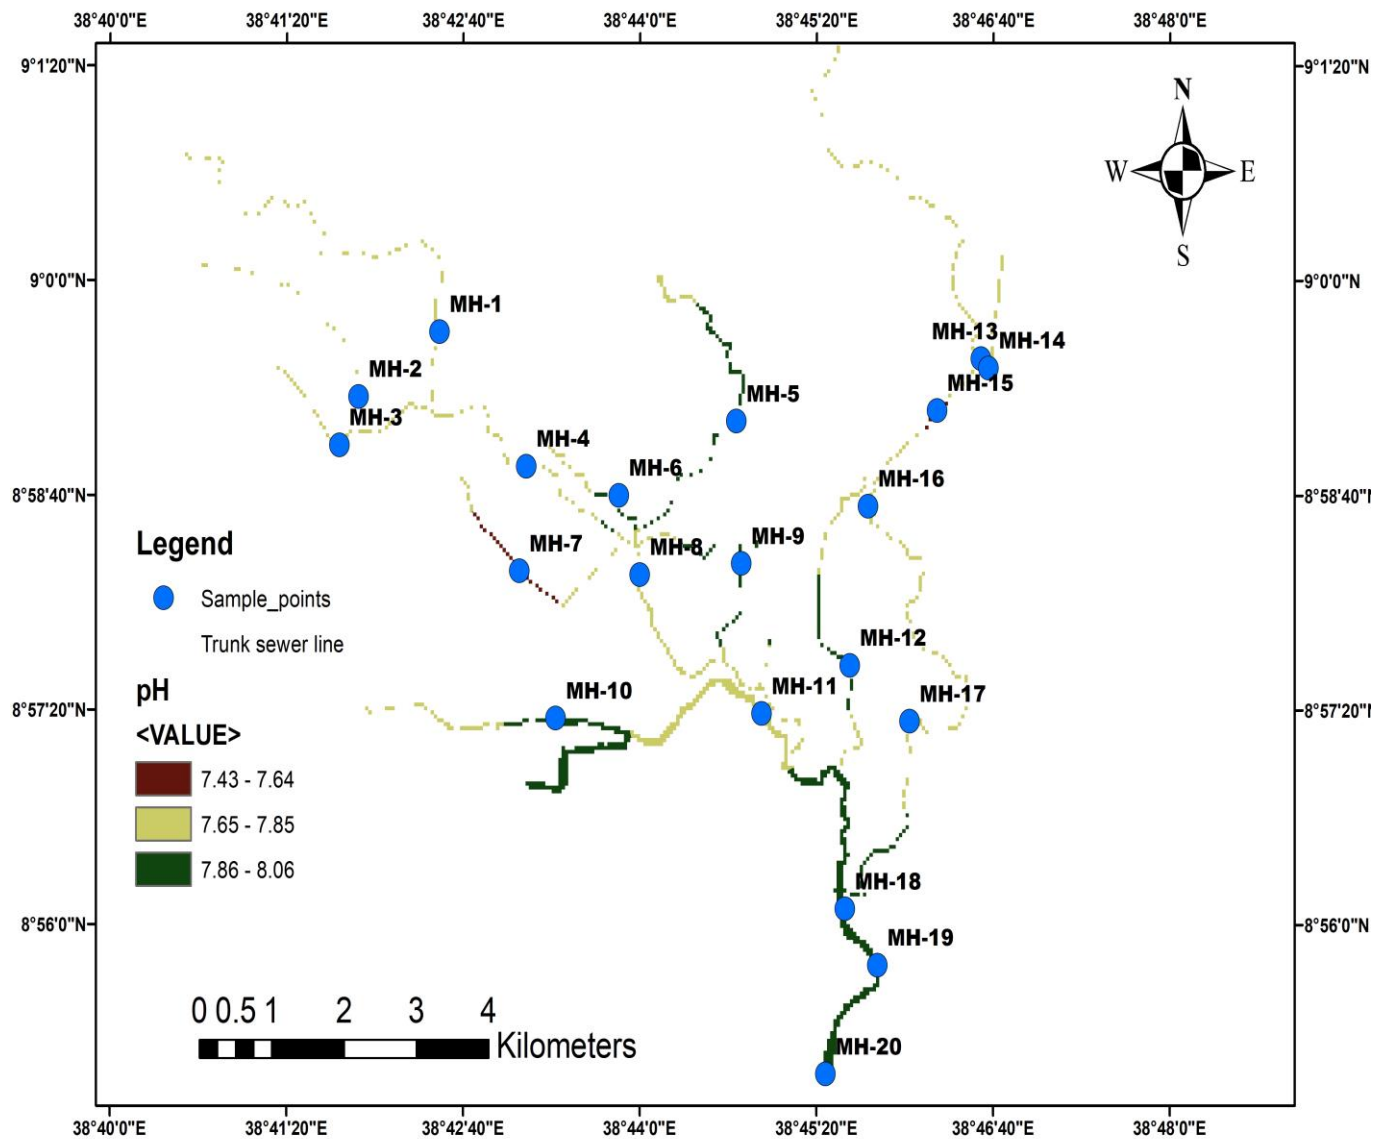 38°40'0"E 38°41'20"E 38°42'40"E 38°44'0"E 38°45'20"E 38°46'40"E 38°48'0"E
9°1'20"N 9°1'20"N
N
W E
S
9°0'0"N 9°0'0"N
MH-1
MH-13
MH-14
MH-2
MH-15
MH-5
MH-3
MH-4
MH-6
MH-16
8°58'40"N 8°58'40"N
Legend
MH-7
MH-8
MH-9
Sample_points
Trunk sewer line
MH-12
pH
MH-10
MH-11
MH-17
8°57'20"N 8°57'20"N
<VALUE>
7.43 - 7.64
7.65 - 7.85
7.86 - 8.06
MH-18
8°56'0"N 8°56'0"N
MH-19
0 0.5 1 2 3 4
Kilometers
MH-20
38°40'0"E 38°41'20"E 38°42'40"E 38°44'0"E 38°45'20"E 38°46'40"E 38°48'0"E